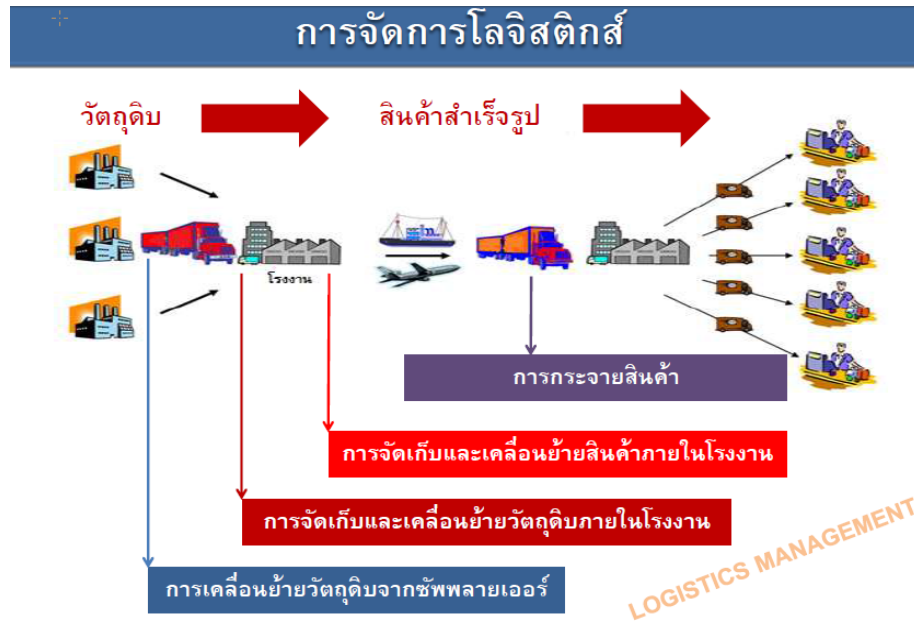 การจัดการโลจิสติกส์
วัตถุดิบ
สินค้าสำเร็จรูป
โรงงาน
การกระจายสินค้า
การจัดเก็บและเคลื่อนย้ายสินค้าภายในโรงงาน
การจัดเก็บและเคลื่อนย้ายวัตถุดิบภายในโรงงาน
การเคลื่อนย้ายวัตถุดิบจากซัพพลายเออร์
LOGISTICS MANAGEMENT